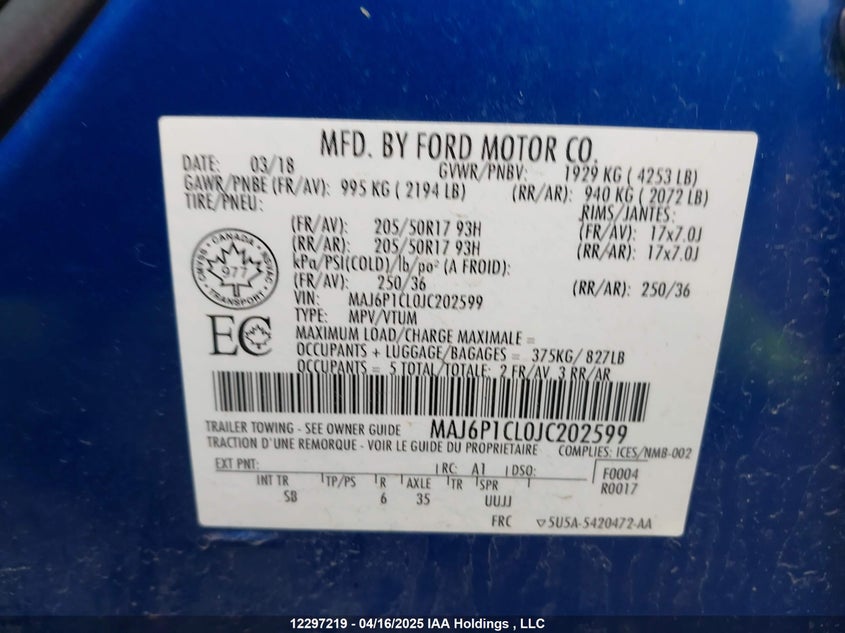 MFD. BY FORD MOTOR CO.
DATE: 03/18 GVWR/PNBV: 1929 KG ( 4253 LB)
GAWR/PNBE (FR/AV): 995 KG ( 2194 LB) (RR/AR): 940 KG ( 2072 LB)
TIRE/PNEU: RIMS/JANTES:
(FR/AV): 205/50R17 93H (FR/AV): 17x7.0J
(RR/AR): 205/50R17 93H (RR/AR): 17x7.0J
kPa/PSI(COLD)/lb/po² (A FROID):
(FR/AV): 250/36 (RR/AR): 250/36
CANADA
CMVSS NSVAC
977
TRANSPORT
VIN: MAJ6P1CL0JC202599
TYPE: MPV/VTUM
EC
MAXIMUM LOAD/CHARGE MAXIMALE =
OCCUPANTS + LUGGAGE/BAGAGES = 375KG/ 827LB
OCCUPANTS = 5 TOTAL/TOTALE: 2 FR/AV, 3 RR/AR
TRAILER TOWING - SEE OWNER GUIDE MAJ6P1CL0JC202599
TRACTION D'UNE REMORQUE - VOIR LE GUIDE DU PROPRIETAIRE COMPLIES: ICES/NMB-002
EXT PNT: RC: A1 DSO: F0004
INT TR TP/PS R AXLE TR SPR R0017
SB 6 35 UUJJ
FRC ▽5U5A-5420472-AA
12297219 - 04/16/2025 IAA Holdings , LLC